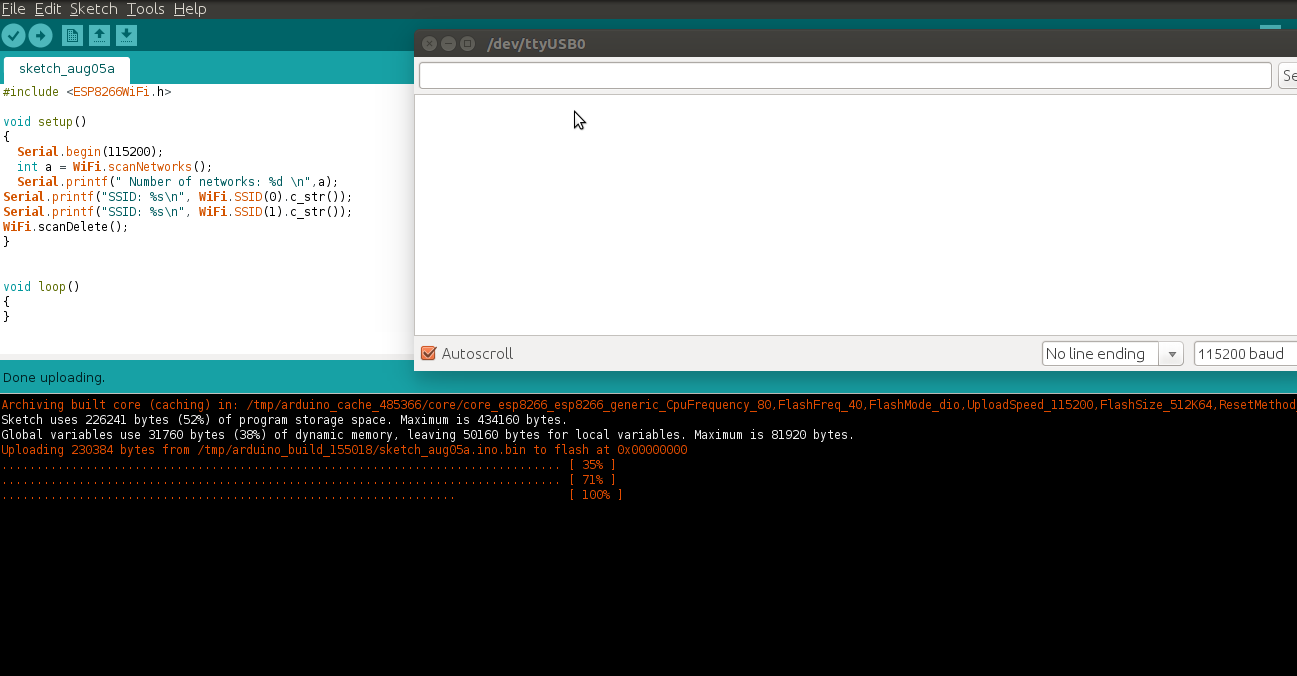 File Edit Sketch Tools Help
/dev/ttyUSB0
sketch_aug05a
#include <ESP8266WiFi.h>
void setup()
{
Serial.begin(115200);
int a = WiFi.scanNetworks();
Serial.printf(" Number of networks: %d \n",a);
Serial.printf("SSID: %s\n", WiFi.SSID(0).c_str());
Serial.printf("SSID: %s\n", WiFi.SSID(1).c_str());
WiFi.scanDelete();
}
void loop()
{
}
Se
Autoscroll
No line ending
115200 baud
Done uploading.
Archiving built core (caching) in: /tmp/arduino_cache_485366/core/core_esp8266_esp8266_generic_CpuFrequency_80,FlashFreq_40,FlashMode_dio,UploadSpeed_115200,FlashSize_512K64,ResetMethod_
Sketch uses 226241 bytes (52%) of program storage space. Maximum is 434160 bytes.
Global variables use 31760 bytes (38%) of dynamic memory, leaving 50160 bytes for local variables. Maximum is 81920 bytes.
Uploading 230384 bytes from /tmp/arduino_build_155018/sketch_aug05a.ino.bin to flash at 0x00000000
................................................................................ [ 35% ]
................................................................................ [ 71% ]
................................................................. [ 100% ]